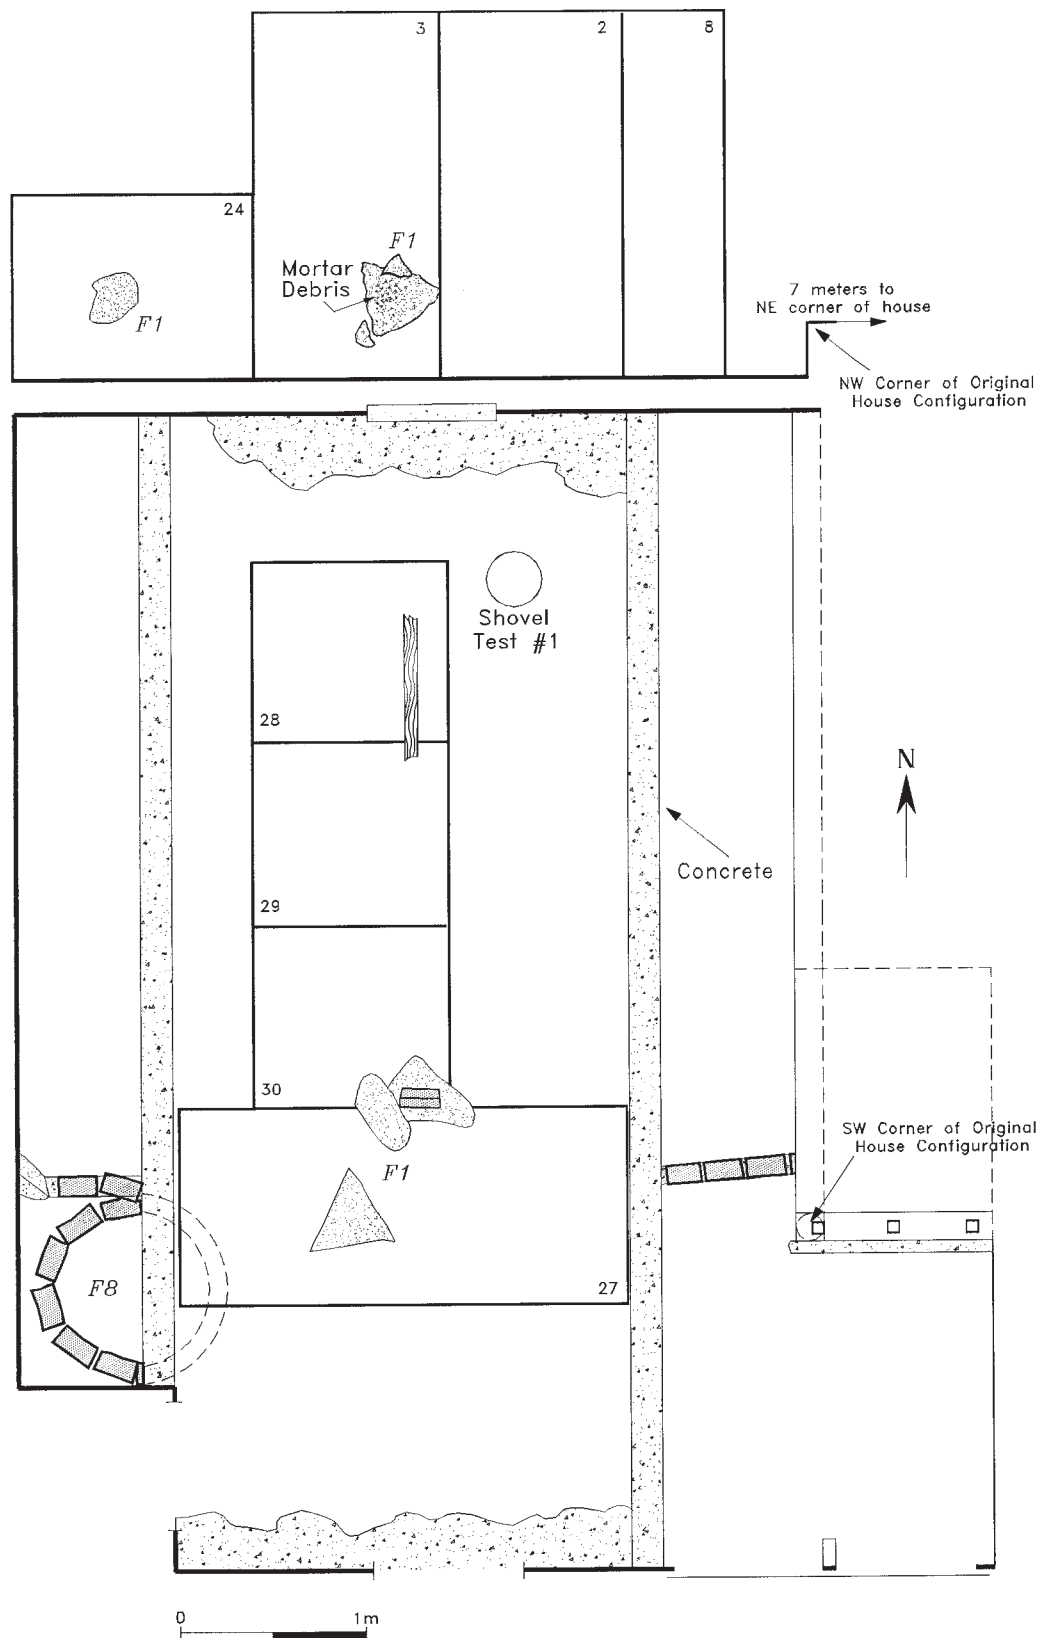 3
2
8
24
F1
Mortar
Debris
F1
7 meters to
NE corner of house
NW Corner of Original
House Configuration
Shovel
Test #1
28
N
Concrete
29
30
SW Corner of Original
House Configuration
F1
F8
27
0 1m